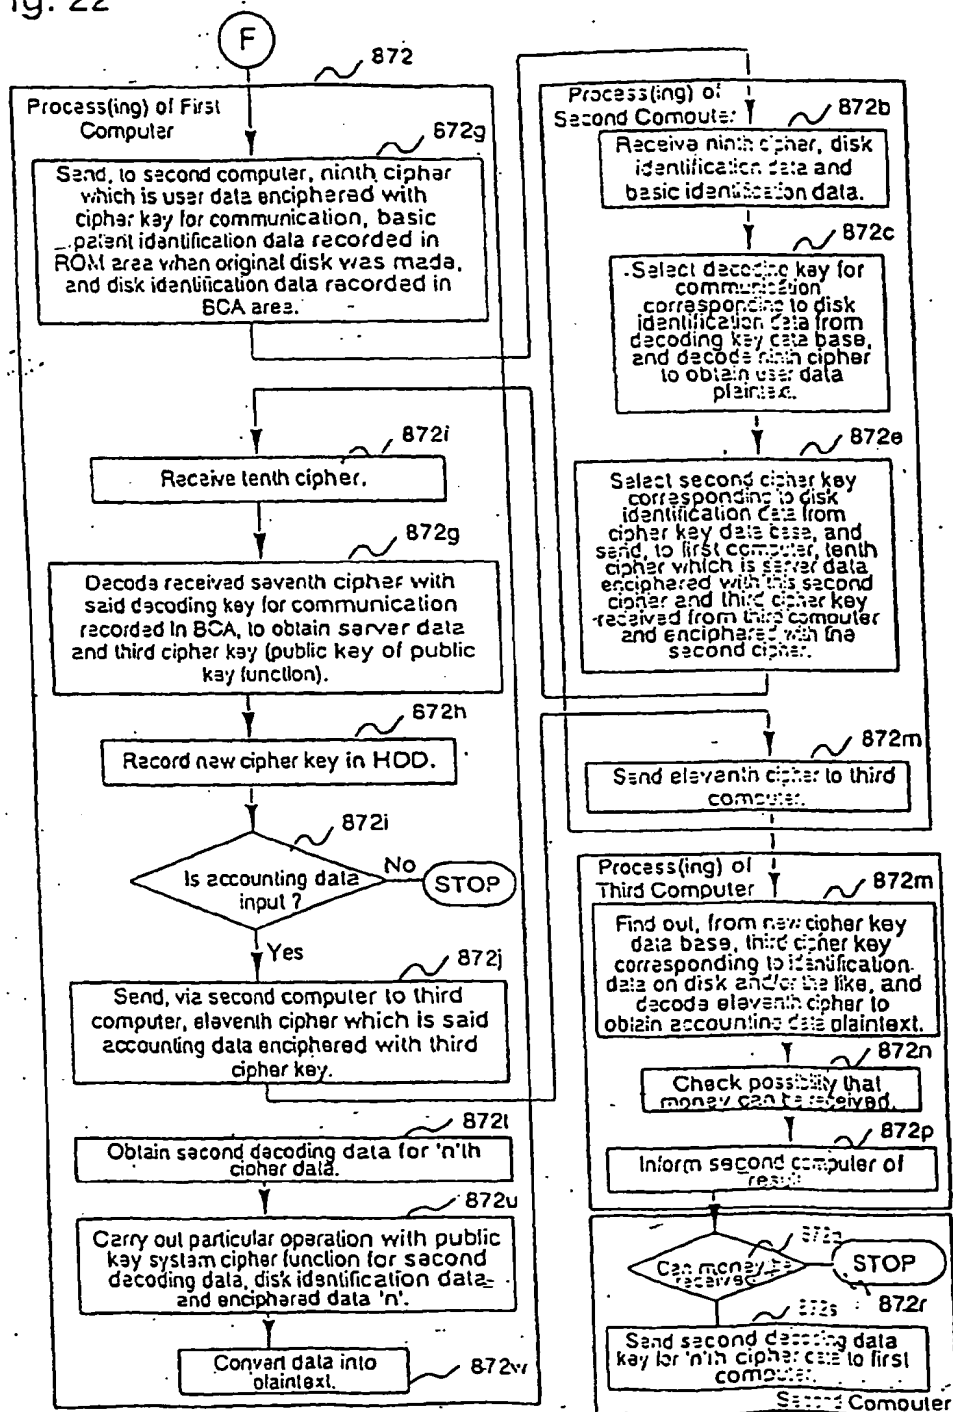 ig. 22
F
872
Process(ing) of First
Computer
672g
Send, to second computer, ninth cipher
which is user data enciphered with
cipher key for communication, basic
patent identification data recorded in
ROM area when original disk was made,
and disk identification data recorded in
BCA area.
872i
Receive tenth cipher.
872g
Decode received seventh cipher with
said decoding key for communication
recorded in BCA, to obtain server data
and third cipher key (public key of public
key function).
672h
Record new cipher key in HDD.
872i
Is accounting data
input ?
No
STOP
Yes
872j
Send, via second computer to third
computer, eleventh cipher which is said
accounting data enciphered with third
cipher key.
872t
Obtain second decoding data for 'n'th
cipher data.
872u
Carry out particular operation with public
key system cipher function for second
decoding data, disk identification data
and enciphered data 'n'.
Convert data into
plaintext.
872w
Process(ing) of
Second Computer
872b
Receive ninth cipher, disk
identification data and
basic identification data.
872c
Select decoding key for
communication
corresponding to disk
identification data from
decoding key data base,
and decode ninth cipher
to obtain user data
plaintext.
872e
Select second cipher key
corresponding to disk
identification data from
cipher key data base, and
send, to first computer, tenth
cipher which is server data
enciphered with this second
cipher and third cipher key
received from third computer
and enciphered with the
second cipher.
872m
Send eleventh cipher to third
computer.
Process(ing) of
Third Computer
872m
Find out, from new cipher key
data base, third cipher key
corresponding to identification
data on disk and/or the like, and
decode eleventh cipher to
obtain accounting data plaintext.
872n
Check possibility that
money can be received.
872p
Inform second computer of
result
Can money be
received
STOP
872r
872s
Send second decoding data
key for 'n'th cipher data to first
computer.
Second Computer